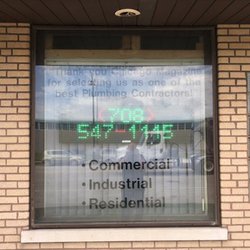 Thank you Chicago Magazine
for selecting us as one of the
best Plumbing Contractors!
708
547-1145
• Commercial
• Industrial
• Residential